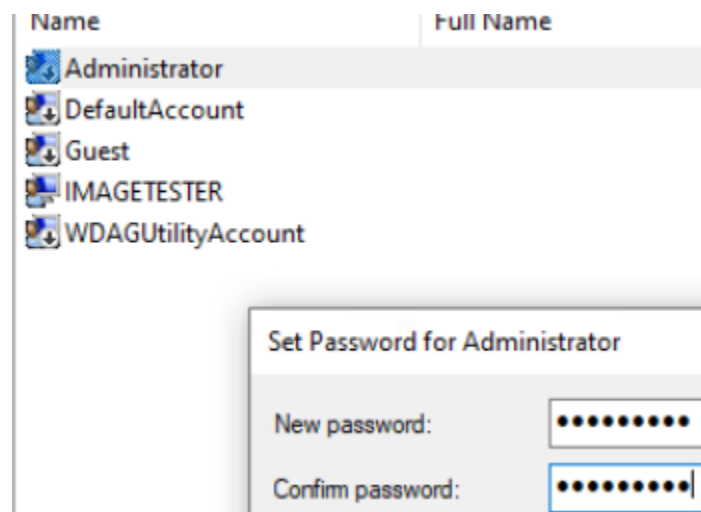 Name Full Name
Administrator
DefaultAccount
Guest
IMAGETESTER
WDAGUtilityAccount
Set Password for Administrator
New password: •••••••••
Confirm password: •••••••••